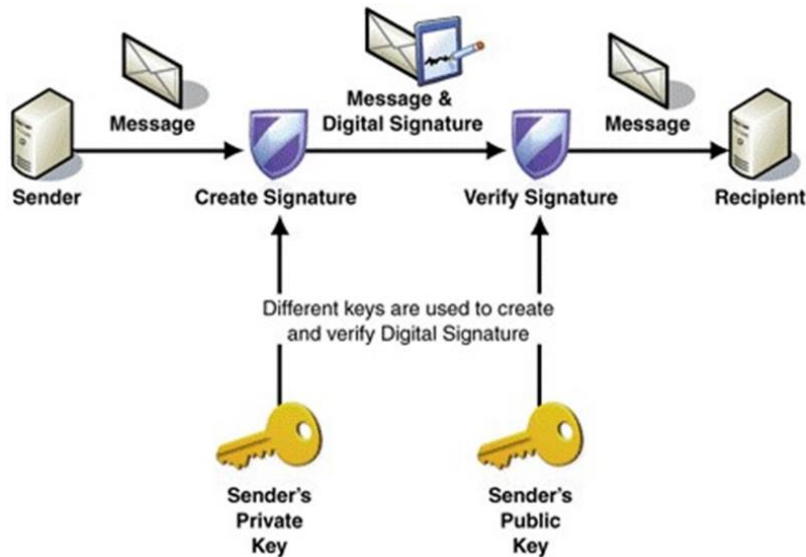 Message
Message &
Digital Signature
Message
Sender
Create Signature
Verify Signature
Recipient
Different keys are used to create
and verify Digital Signature
Sender's
Private
Key
Sender's
Public
Key